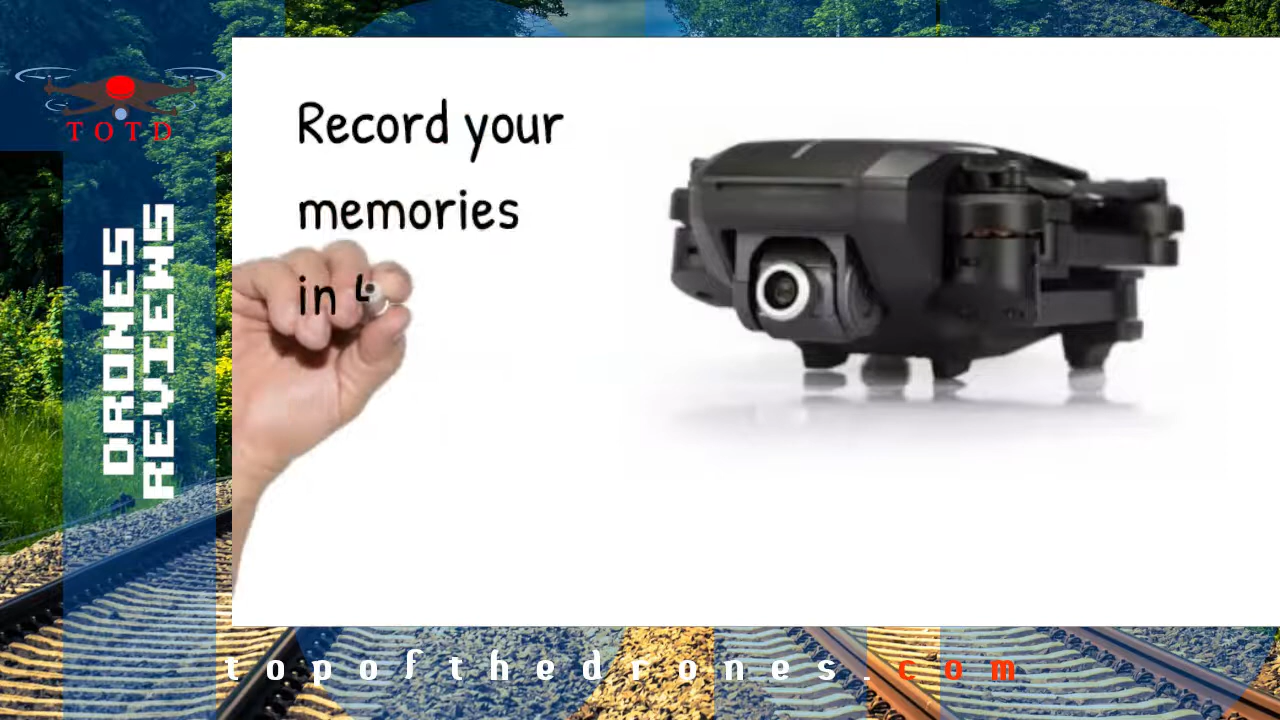 TOTD
DRONES
REVIEWS
Record your
memories
in
topofthedrones.com